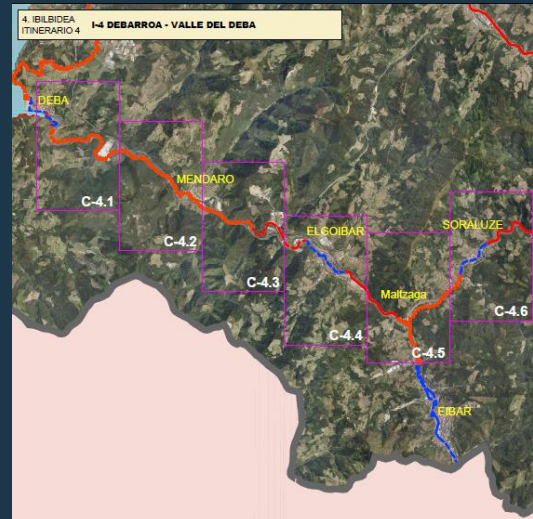 4. IBILBIDEA
ITINERARIO 4
I-4 DEBARROA - VALLE DEL DEBA
DEBA
C-4.1
MENDARO
C-4.2
C-4.3
ELGOIBAR
C-4.4
SORALUZE
Maltzaga
C-4.6
C-4.5
EIBAR